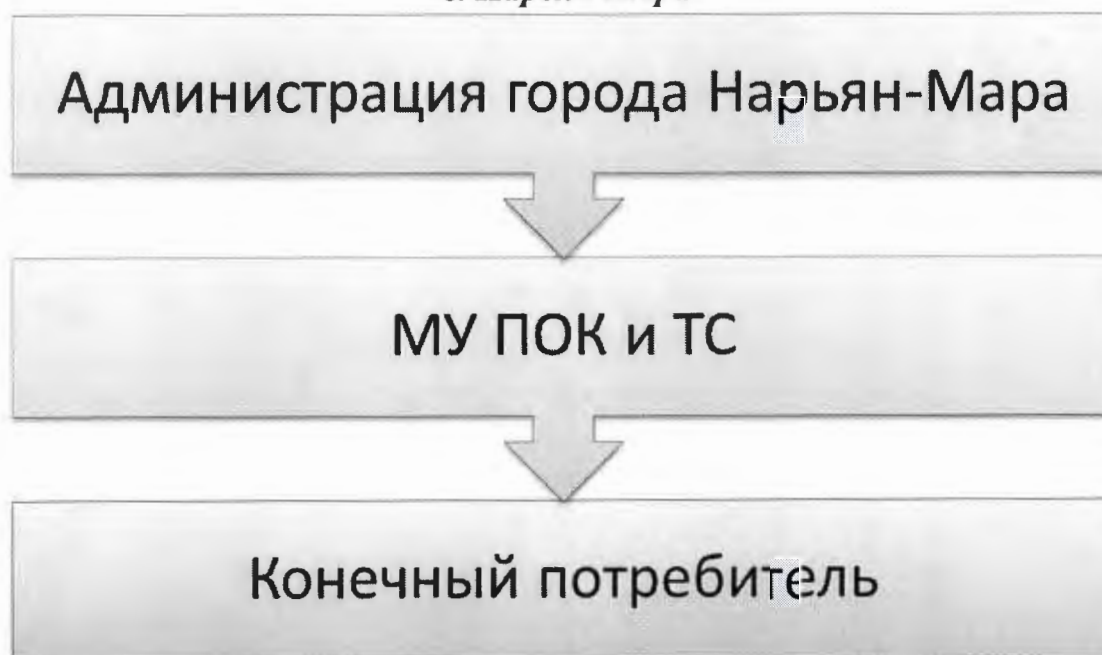 Администрация города Нарьян-Мара
МУ ПОК и ТС
Конечный потребитель